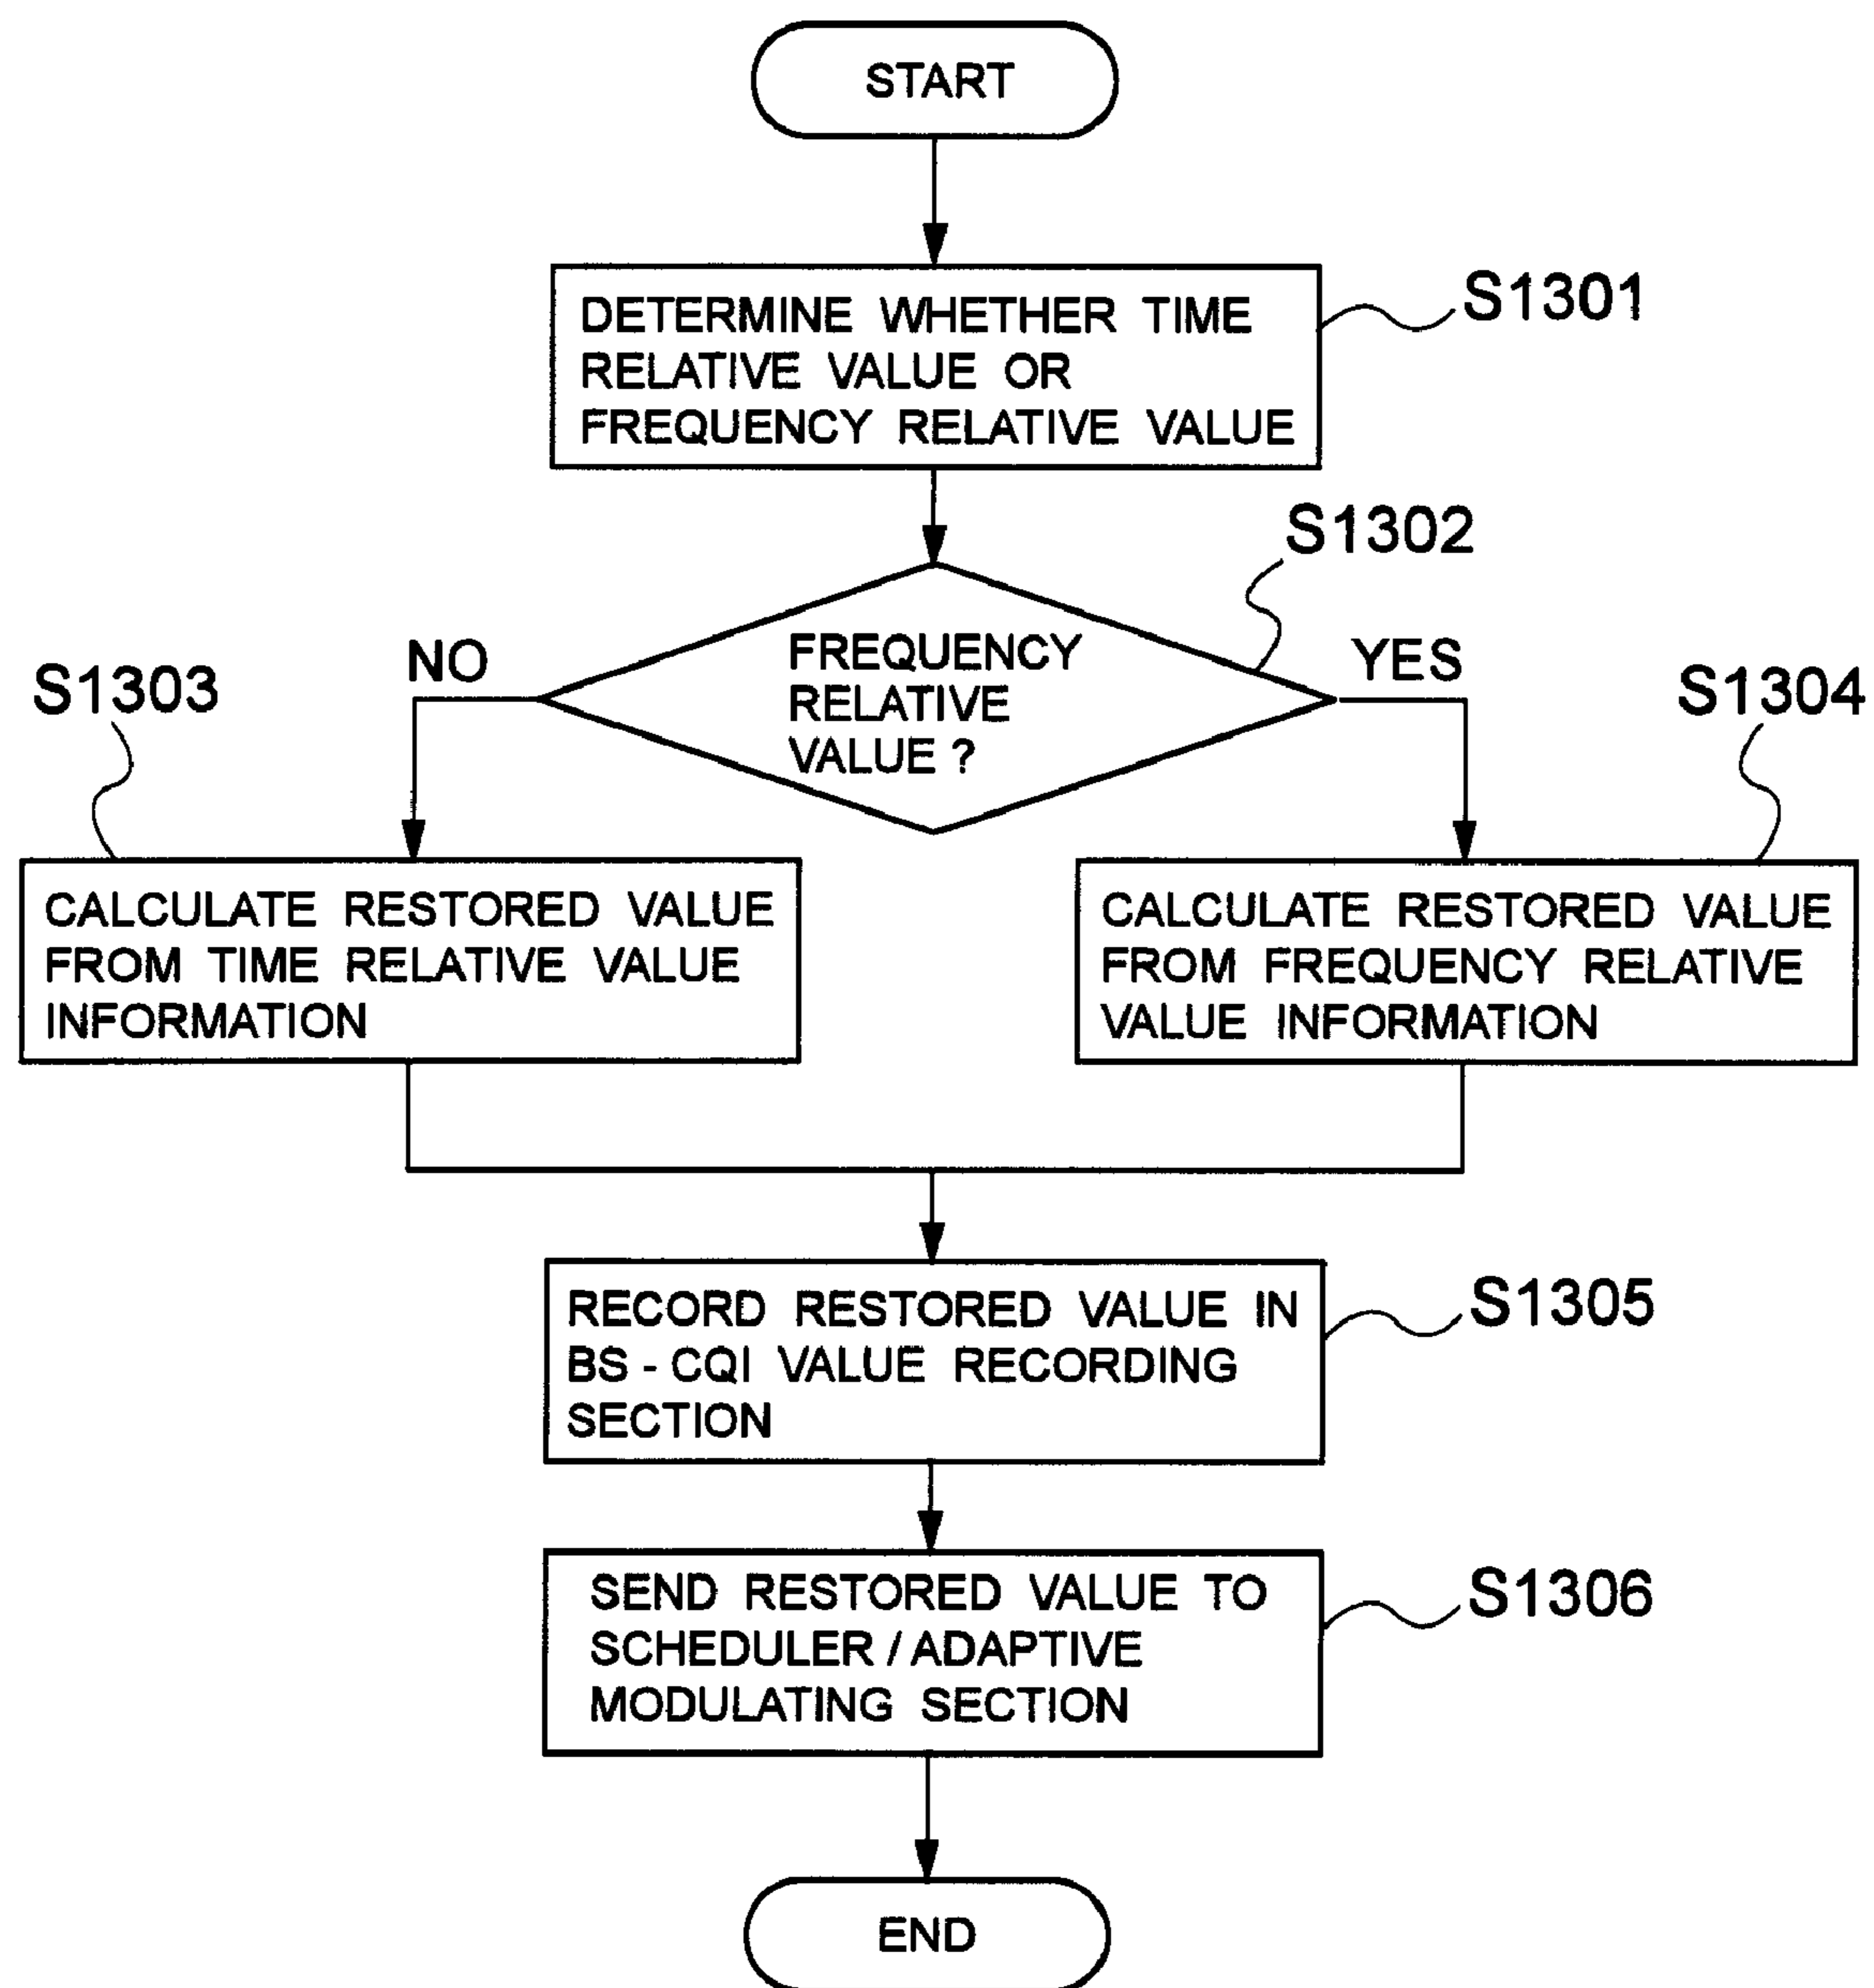 START
DETERMINE WHETHER TIME
RELATIVE VALUE OR
FREQUENCY RELATIVE VALUE
S1301
S1302
FREQUENCY
RELATIVE
VALUE ?
NO
YES
S1303
S1304
CALCULATE RESTORED VALUE
FROM TIME RELATIVE VALUE
INFORMATION
CALCULATE RESTORED VALUE
FROM FREQUENCY RELATIVE
VALUE INFORMATION
RECORD RESTORED VALUE IN
BS - CQI VALUE RECORDING
SECTION
S1305
SEND RESTORED VALUE TO
SCHEDULER / ADAPTIVE
MODULATING SECTION
S1306
END